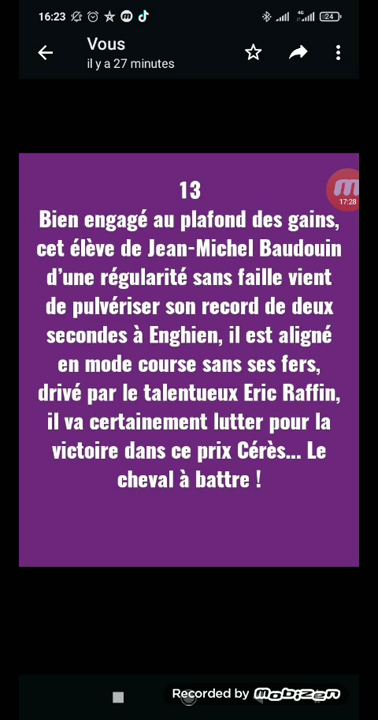 16:23
4G
24
Vous
il y a 27 minutes
17:28
13
Bien engagé au plafond des gains,
cet élève de Jean-Michel Baudouin
d’une régularité sans faille vient
de pulvériser son record de deux
secondes à Enghien, il est aligné
en mode course sans ses fers,
drivé par le talentueux Eric Raffin,
il va certainement lutter pour la
victoire dans ce prix Cérès... Le
cheval à battre !
Recorded by Mobizen